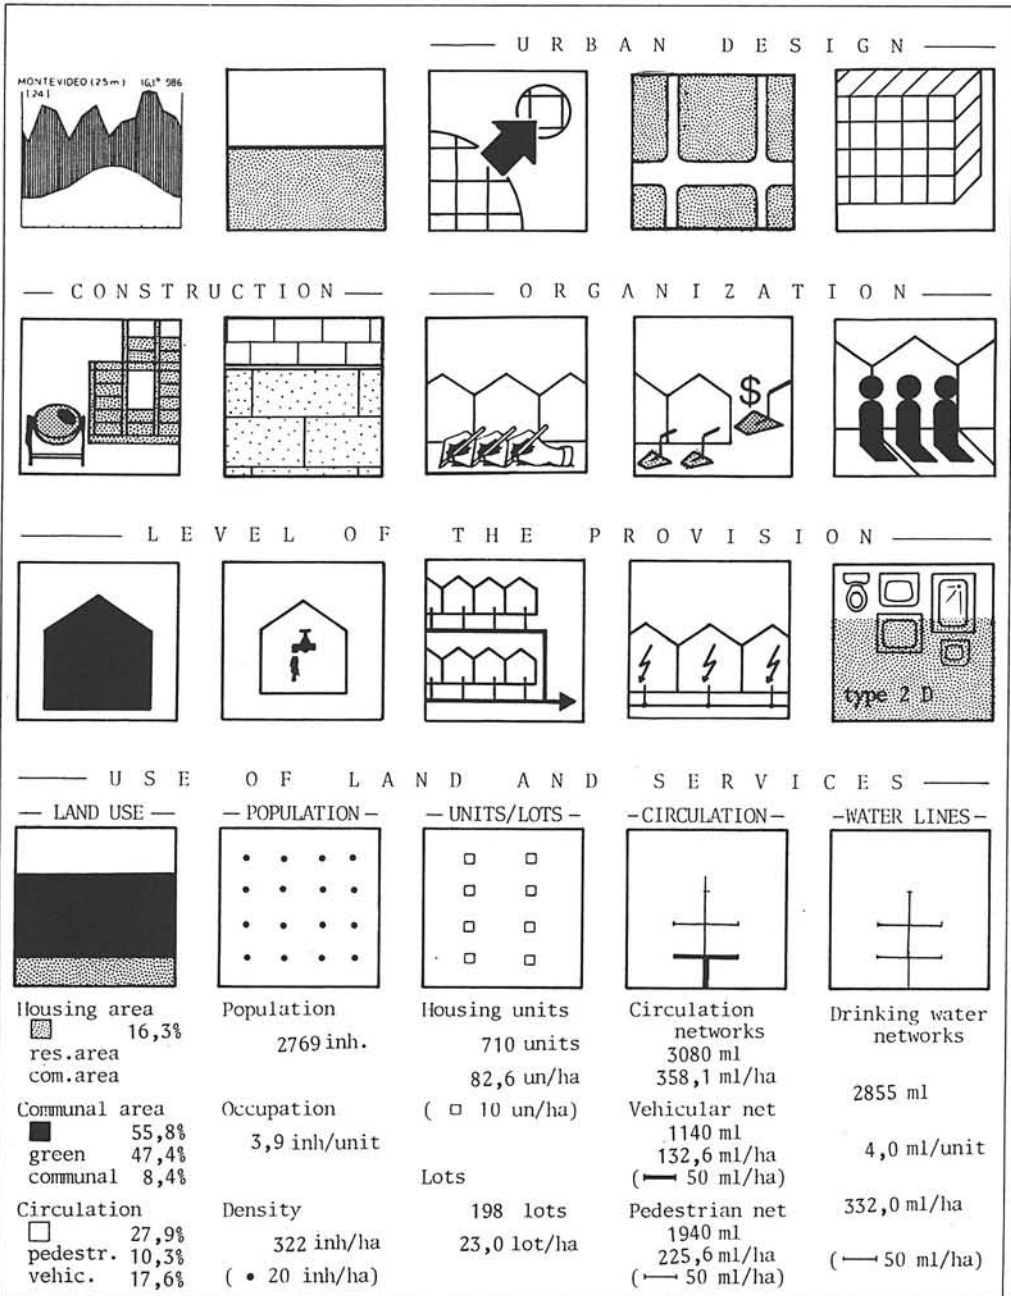 URBAN DESIGN
MONTEVIDEO (25m) 16,1° 986
[24]
CONSTRUCTION
ORGANIZATION
$
LEVEL OF THE PROVISION
type 2 D
USE OF LAND AND SERVICES
LAND USE
Housing area
16,3%
res.area
com.area
Communal area
55,8%
green 47,4%
communal 8,4%
Circulation
27,9%
pedestr. 10,3%
vehic. 17,6%
POPULATION
Population
2769 inh.
Occupation
3,9 inh/unit
Density
322 inh/ha
( • 20 inh/ha)
UNITS/LOTS
Housing units
710 units
82,6 un/ha
( □ 10 un/ha)
Lots
198 lots
23,0 lot/ha
CIRCULATION
Circulation
networks
3080 ml
358,1 ml/ha
Vehicular net
1140 ml
132,6 ml/ha
(— 50 ml/ha)
Pedestrian net
1940 ml
225,6 ml/ha
(— 50 ml/ha)
WATER LINES
Drinking water
networks
2855 ml
4,0 ml/unit
332,0 ml/ha
(— 50 ml/ha)